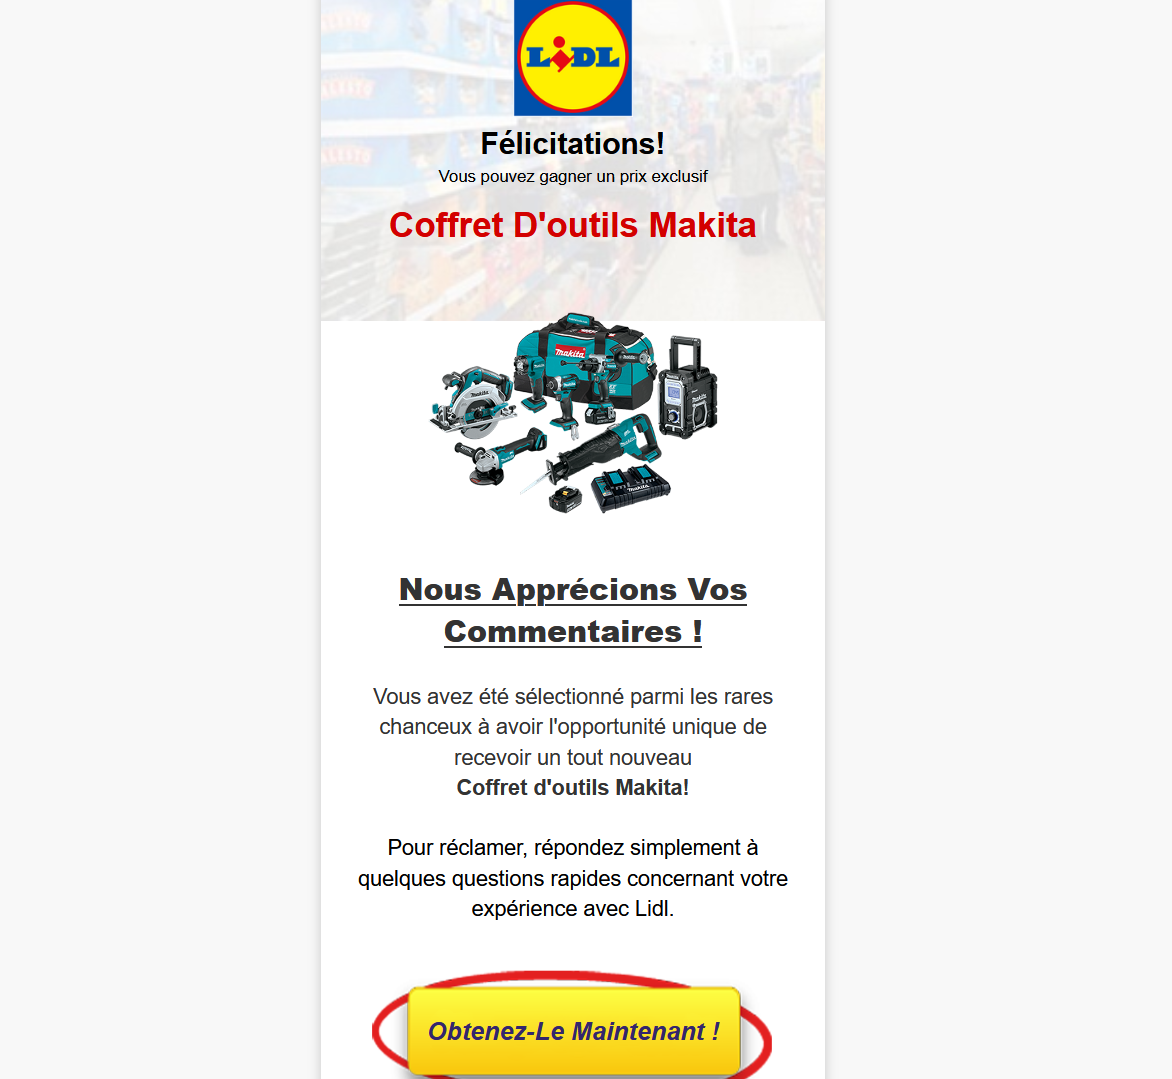 LIDL
Félicitations!
Vous pouvez gagner un prix exclusif
Coffret D'outils Makita
makita
Nous Apprécions Vos
Commentaires !
Vous avez été sélectionné parmi les rares
chanceux à avoir l'opportunité unique de
recevoir un tout nouveau
Coffret d'outils Makita!
Pour réclamer, répondez simplement à
quelques questions rapides concernant votre
expérience avec Lidl.
Obtenez-Le Maintenant !